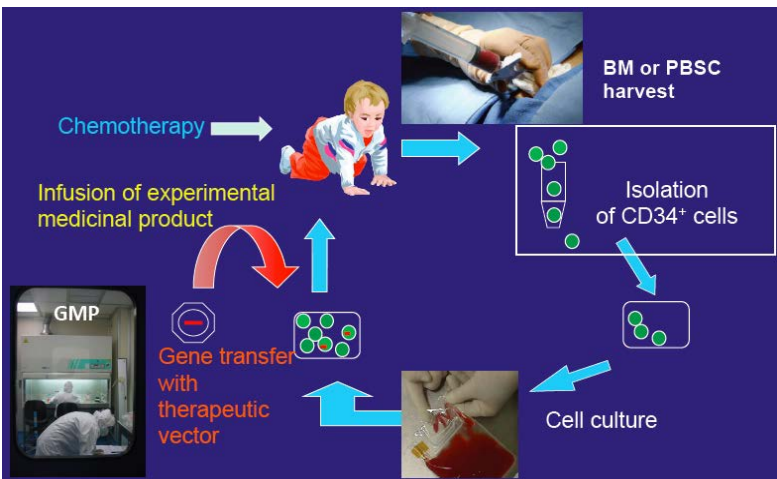 BM or PBSC
harvest
Chemotherapy
Isolation
of CD34⁺ cells
Infusion of experimental
medicinal product
GMP
Gene transfer
with
therapeutic
vector
Cell culture